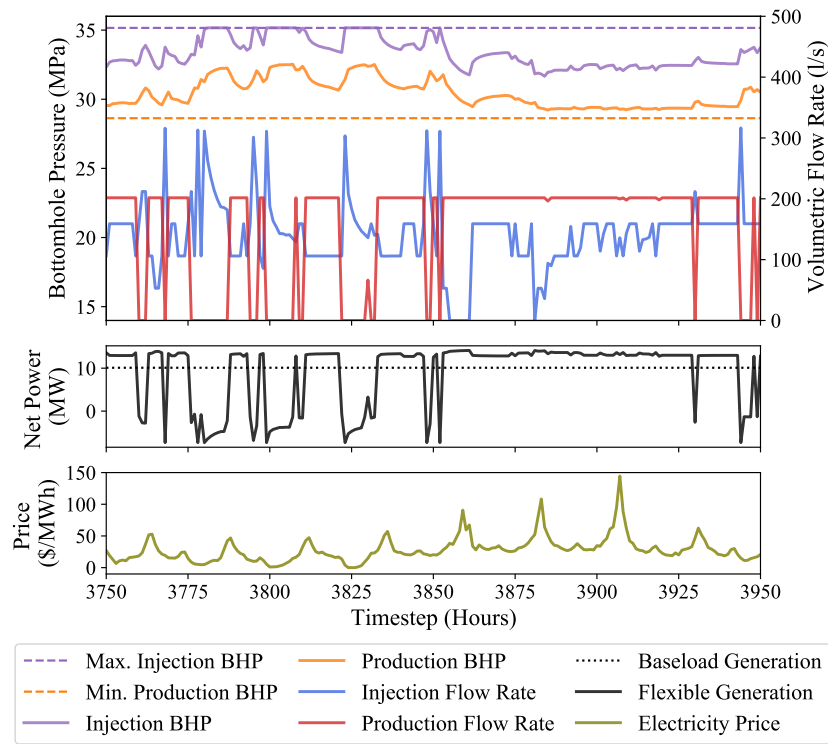 Bottomhole Pressure (MPa)
35
30
25
20
15
500
400
300
200
100
0
Volumetric Flow Rate (l/s)
Net Power
(MW)
10
0
Price
($/MWh)
150
100
50
0
3750 3775 3800 3825 3850 3875 3900 3925 3950
Timestep (Hours)
Max. Injection BHP Production BHP Baseload Generation
Min. Production BHP Injection Flow Rate Flexible Generation
Injection BHP Production Flow Rate Electricity Price